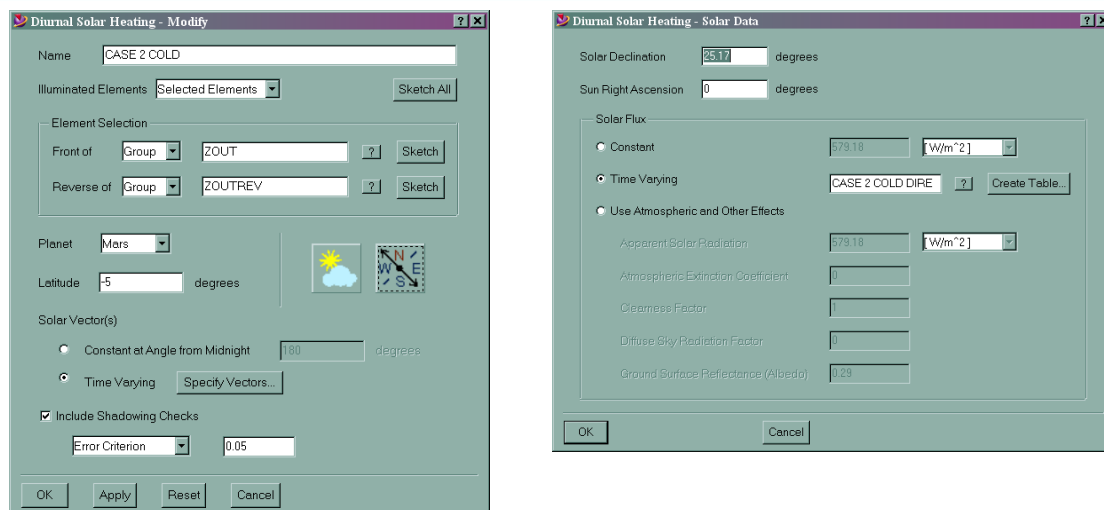 Diurnal Solar Heating - Modify
Name CASE 2 COLD
Illuminated Elements Selected Elements Sketch All
Element Selection
Front of Group ZOUT ? Sketch
Reverse of Group ZOUTREV ? Sketch
Planet Mars
N
W E
S
Latitude -5 degrees
Solar Vector(s)
Constant at Angle from Midnight 180 degrees
Time Varying Specify Vectors...
Include Shadowing Checks
Error Criterion 0.05
OK Apply Reset Cancel
Diurnal Solar Heating - Solar Data
Solar Declination 25.17 degrees
Sun Right Ascension 0 degrees
Solar Flux
Constant 579.18 [W/m^2]
Time Varying CASE 2 COLD DIRE ? Create Table...
Use Atmospheric and Other Effects
Apparent Solar Radiation 579.18 [W/m^2]
Atmospheric Extinction Coefficient 0
Clearness Factor 1
Diffuse Sky Radiation Factor 0
Ground Surface Reflectance (Albedo) 0.29
OK Cancel